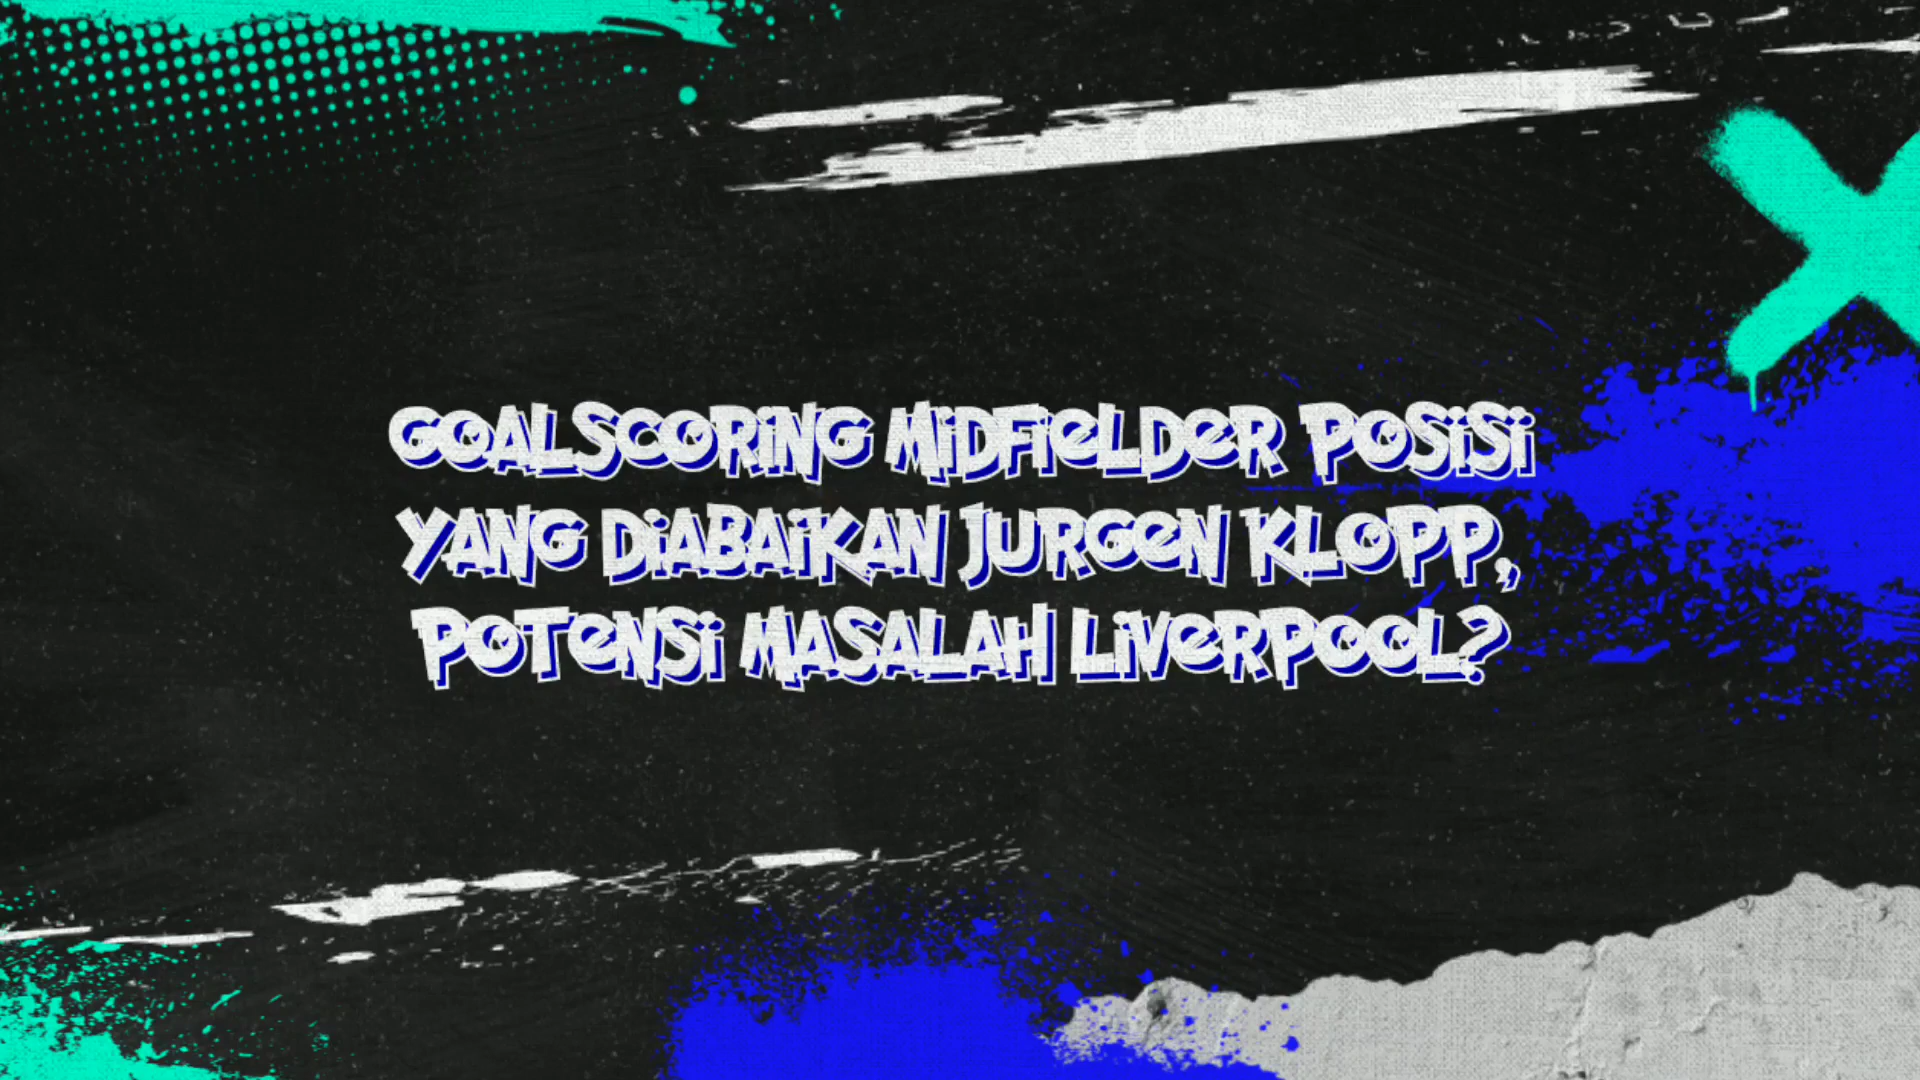 GOALSCORING MIDFIELDER POSISI
YANG DIABAIKAN JURGEN KLOPP,
POTENSI MASALAH LIVERPOOL?